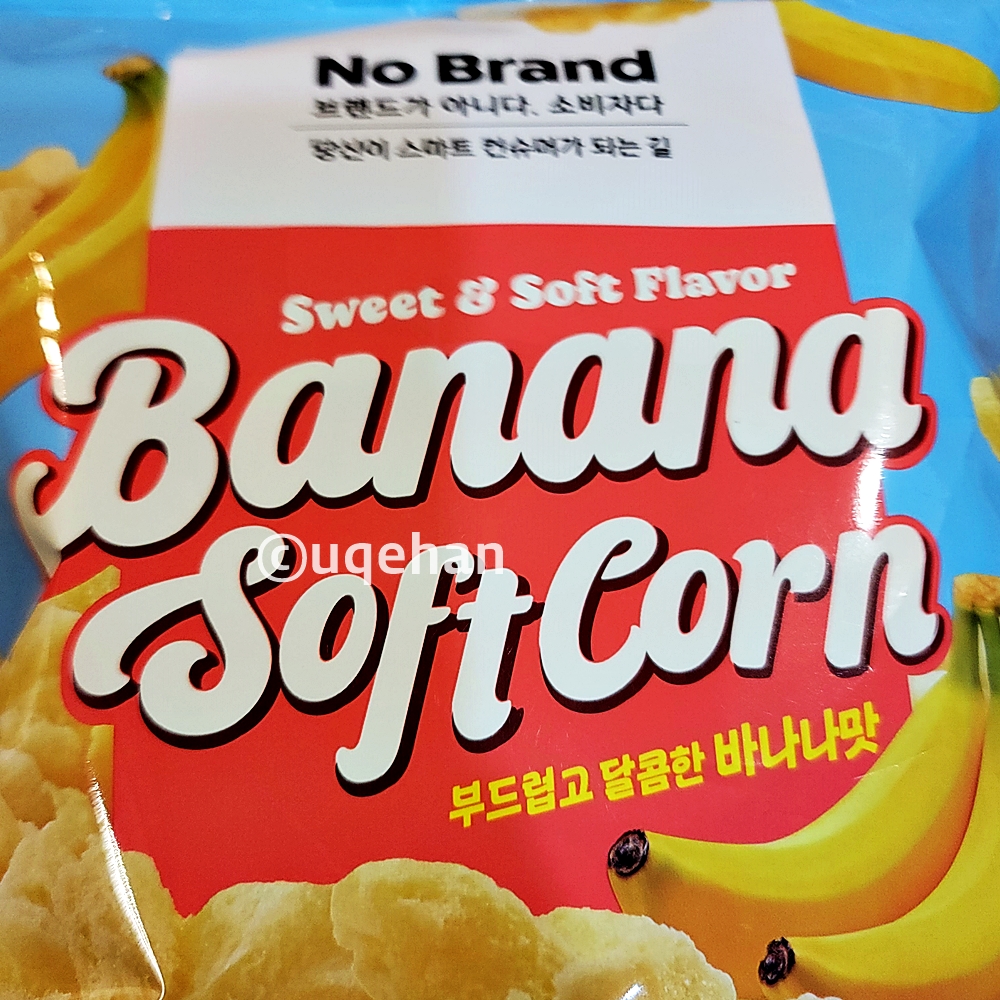 No Brand
브랜드가 아니다. 소비자다
당신이 스마트 컨슈머가 되는 길
Sweet & Soft Flavor
Banana
Soft Corn
©uqehan
부드럽고 달콤한 바나나맛